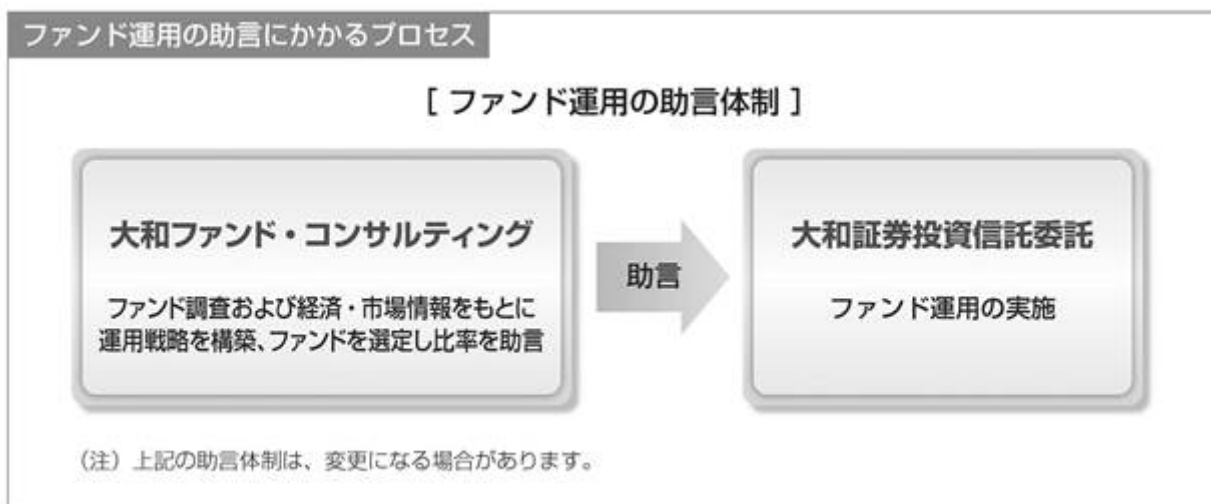 ファンド運用の助言にかかるプロセス
[ ファンド運用の助言体制 ]
大和ファンド・コンサルティング
ファンド調査および経済・市場情報をもとに
運用戦略を構築、ファンドを選定し比率を助言
助言
大和証券投資信託委託
ファンド運用の実施
（注）上記の助言体制は、変更になる場合があります。